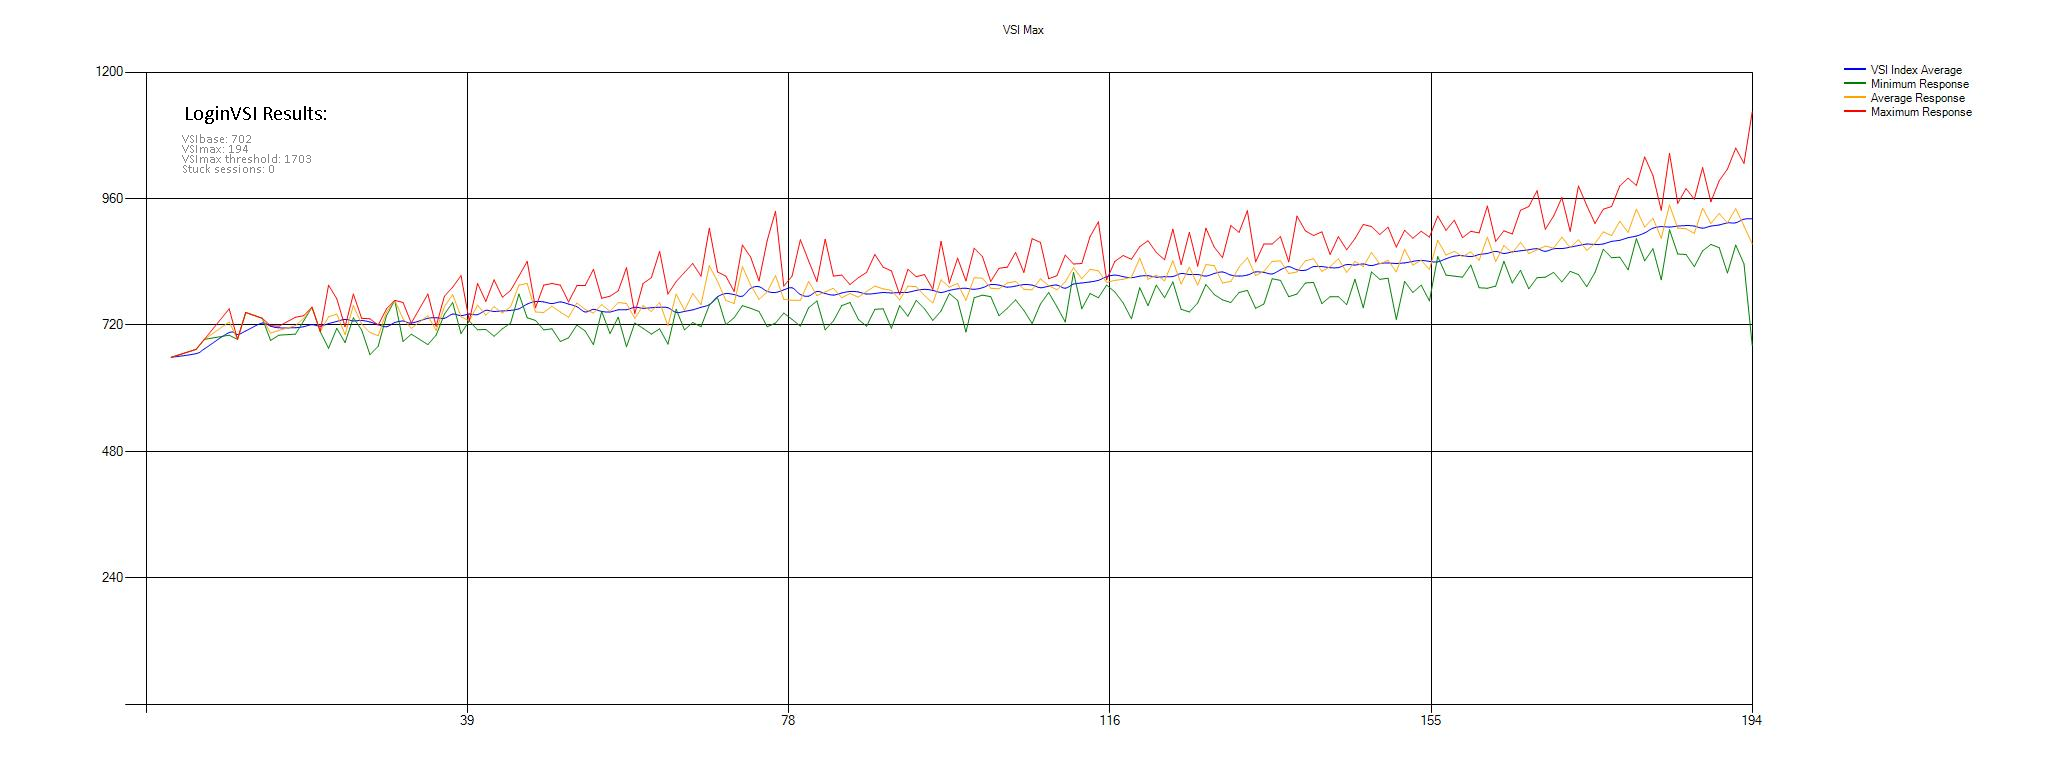 VSI Max
1200
960
720
480
240
LoginVSI Results:
VSIbase: 702
VSImax: 194
VSImax threshold: 1703
Stuck sessions: 0
VSI Index Average
Minimum Response
Average Response
Maximum Response
39
78
116
155
194